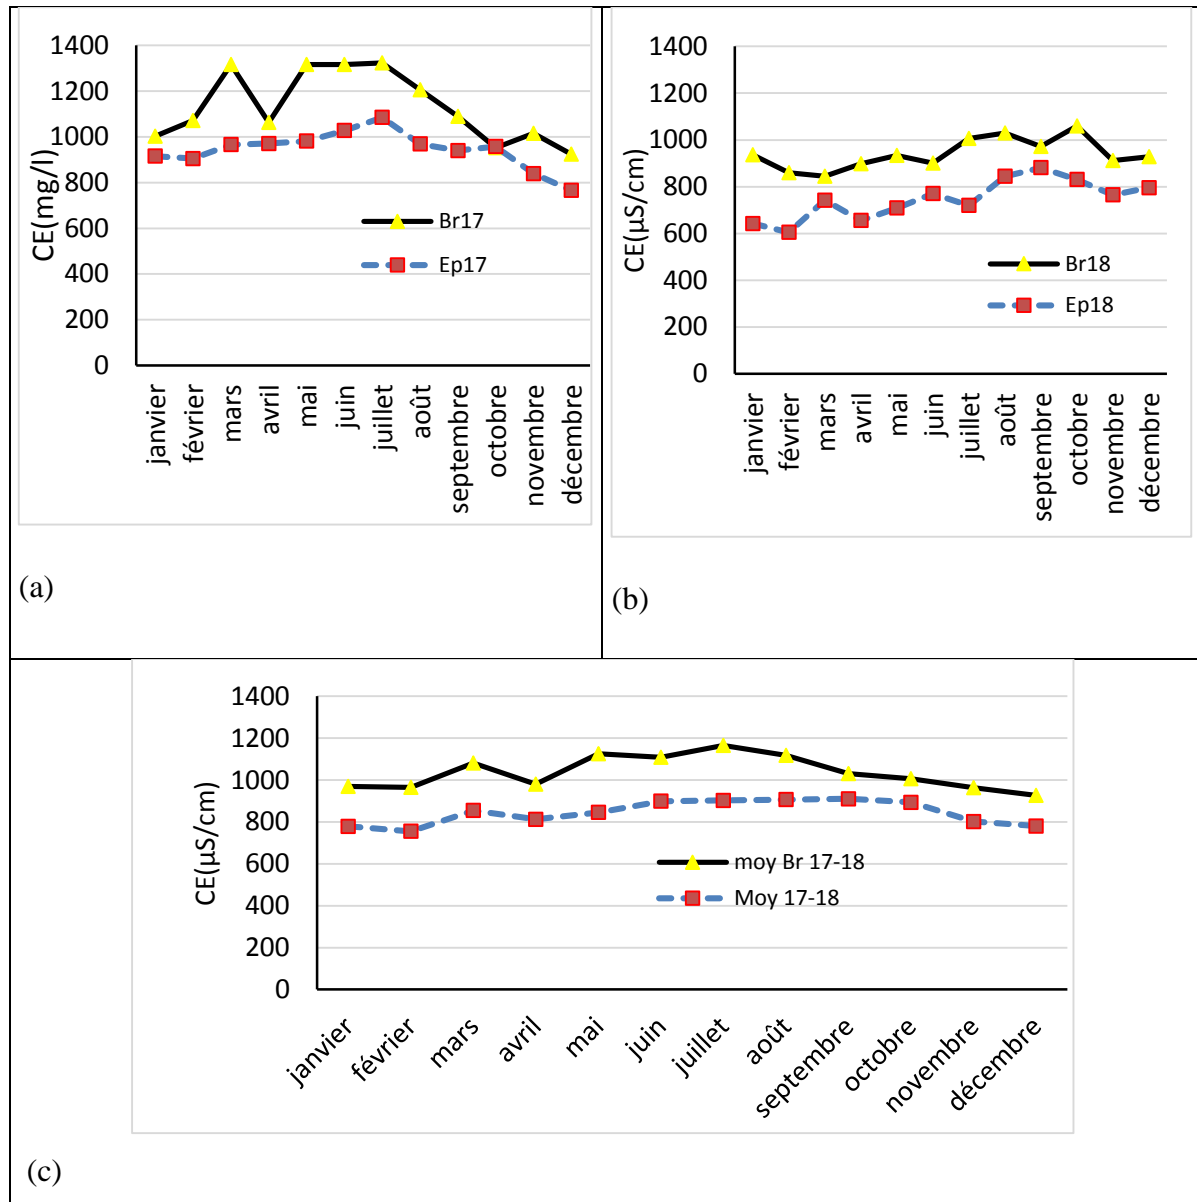 CE(mg/l)
1400
1200
1000
800
600
400
200
0
Br17
Ep17
janvier
février
mars
avril
mai
juin
juillet
août
septembre
octobre
novembre
décembre
(a)
CE(µS/cm)
1400
1200
1000
800
600
400
200
0
Br18
Ep18
janvier
février
mars
avril
mai
juin
juillet
août
septembre
octobre
novembre
décembre
(b)
CE(µS/cm)
1400
1200
1000
800
600
400
200
0
moy Br 17-18
Moy 17-18
janvier
février
mars
avril
mai
juin
juillet
août
septembre
octobre
novembre
décembre
(c)